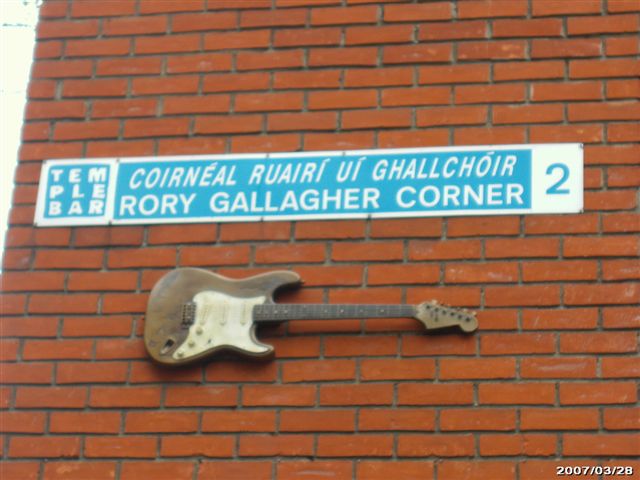 TEM
PLE
BAR
COIRNÉAL RUAIRÍ UÍ GHALLCHÓIR
RORY GALLAGHER CORNER
2
2007/03/28